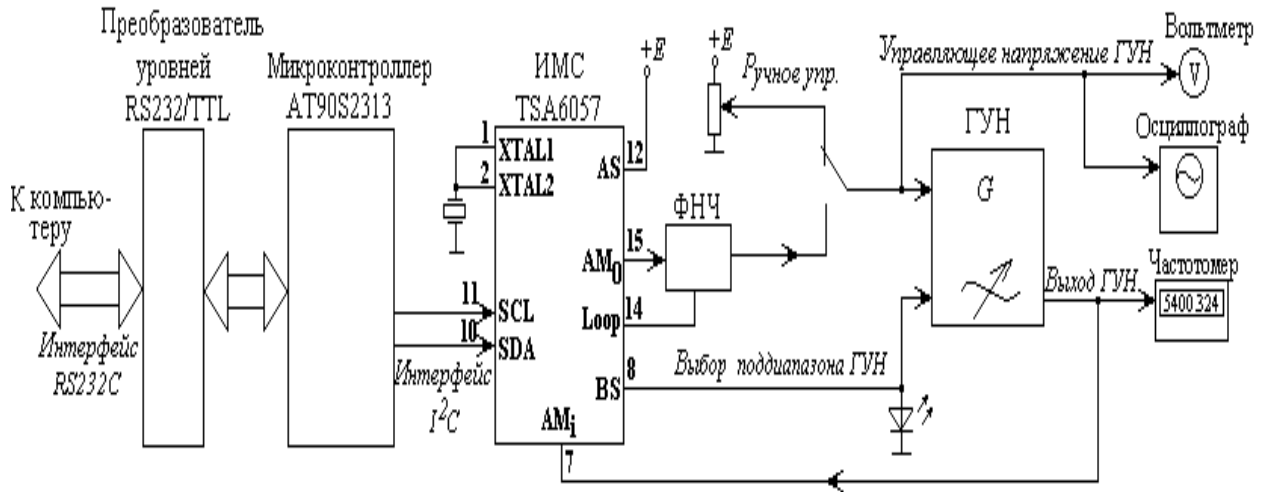 Преобразователь
уровней
RS232/TTL
Микроконтроллер
AT90S2313
ИМС
TSA6057
+E
+E
Ручное упр.
Управляющее напряжение ГУН
Вольтметр
V
ГУН
Осциллограф
1
XTAL1
2
XTAL2
AS
12
G
К компью-
теру
ФНЧ
15
AM0
Частотомер
5400.324
Выход ГУН
11
SCL
Loop
14
10
SDA
Интерфейс
RS232C
Интерфейс
I²C
8
BS
Выбор поддиапазона ГУН
AMi
7